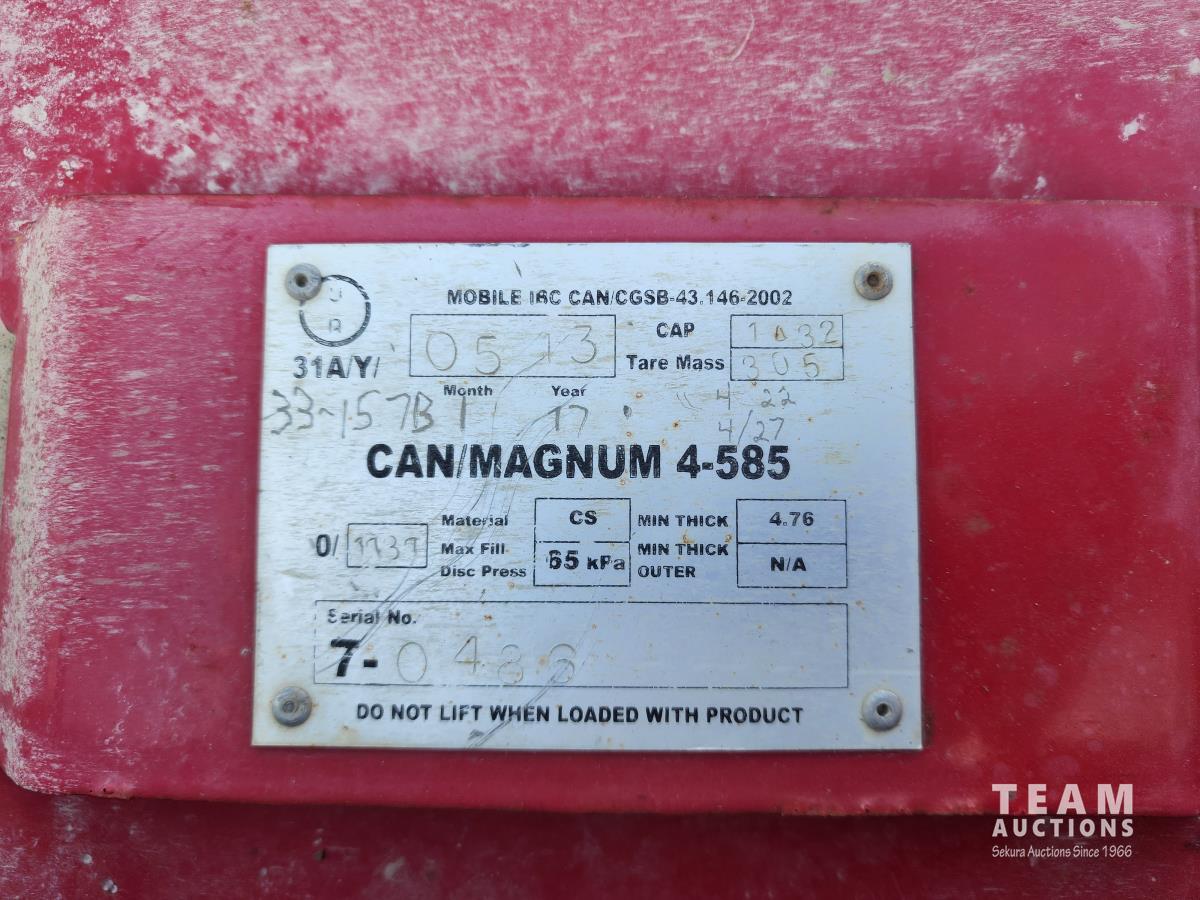 MOBILE IBC CAN/CGSB-43.146-2002
31A/Y/ 05 13
Month Year
CAP 1032
Tare Mass 305
33-157B 1 17 4 22
4/27
CAN/MAGNUM 4-585
Material CS MIN THICK 4.76
0/
Max Fill
Disc Press 65 kPa MIN THICK
OUTER N/A
Serial No.
7-0488
DO NOT LIFT WHEN LOADED WITH PRODUCT
TEAM
AUCTIONS
Sekura Auctions Since 1966